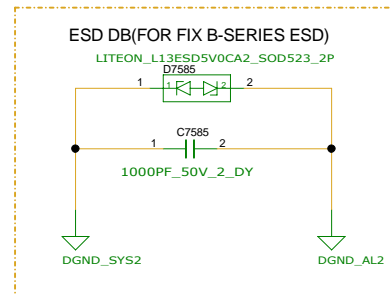 ESD DB(FOR FIX B-SERIES ESD)
LITEON_L13ESD5V0CA2_SOD523_2P
D7585
1 1 2 2
C7585
1 2
1000PF_50V_2_DY
DGND_SYS2 DGND_AL2